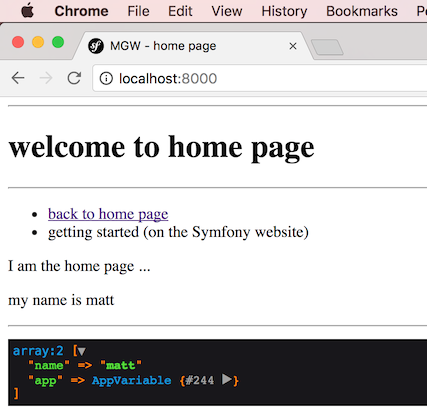 Chrome File Edit View History Bookmarks
MGW - home page
localhost:8000
welcome to home page
back to home page
getting started (on the Symfony website)
I am the home page ...
my name is matt
array:2 [▼
"name" => "matt"
"app" => AppVariable {#244 ▶}
]